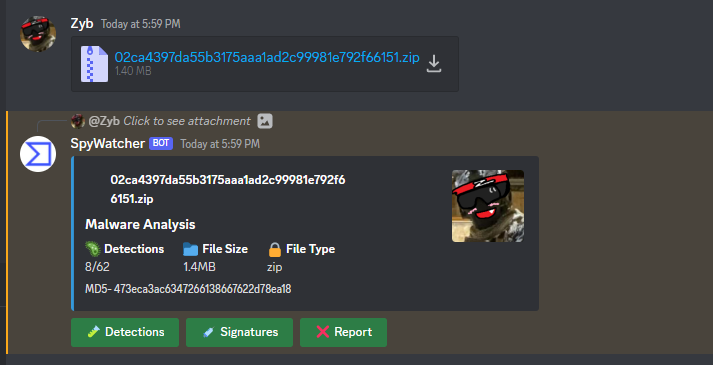 Zyb Today at 5:59 PM
02ca4397da55b3175aaa1ad2c99981e792f66151.zip
1.40 MB
@Zyb Click to see attachment
SpyWatcher BOT Today at 5:59 PM
02ca4397da55b3175aaa1ad2c99981e792f6
6151.zip
Malware Analysis
Detections File Size File Type
8/62 1.4MB zip
MD5- 473eca3ac6347266138667622d78ea18
Detections Signatures Report